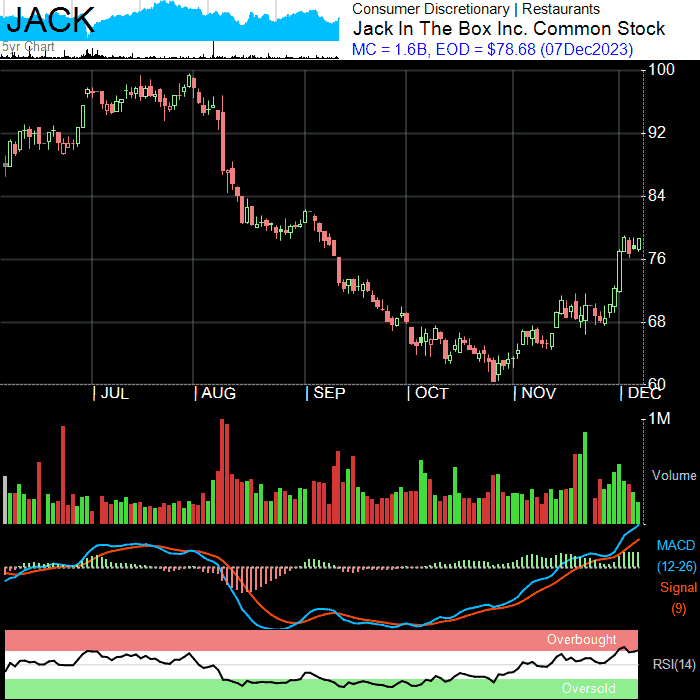 JACK
5yr Chart
Consumer Discretionary | Restaurants
Jack In The Box Inc. Common Stock
MC = 1.6B, EOD = $78.68 (07Dec2023)
100
92
84
76
68
60
| JUL | AUG | SEP | OCT | NOV | DEC
1M
Volume
MACD
(12-26)
Signal
(9)
Overbought
RSI(14)
Oversold